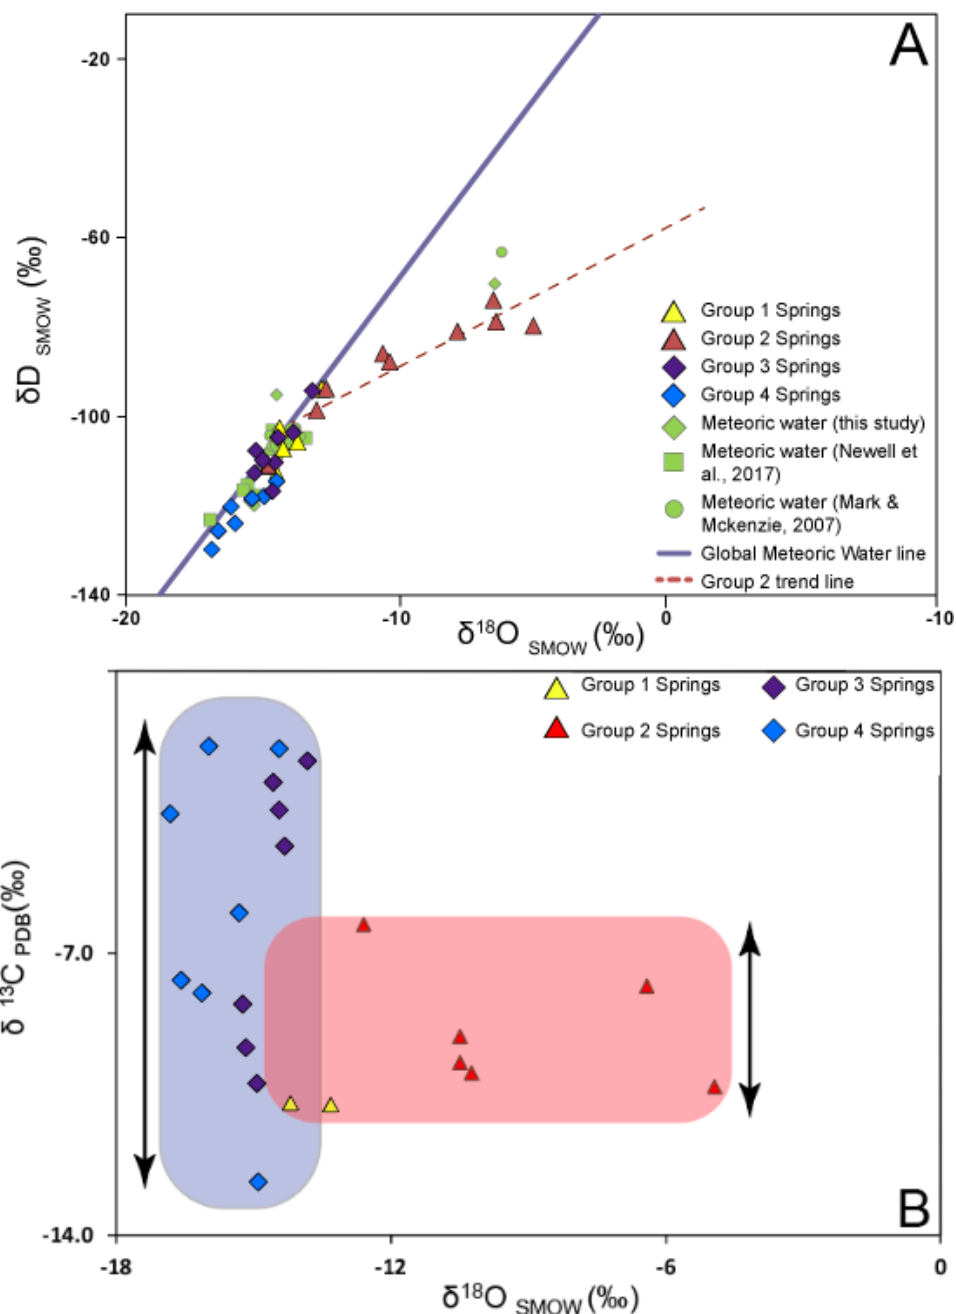 A
-20
-60
-100
-140
δD SMOW (‰)
Group 1 Springs
Group 2 Springs
Group 3 Springs
Group 4 Springs
Meteoric water (this study)
Meteoric water (Newell et
al., 2017)
Meteoric water (Mark &
Mckenzie, 2007)
Global Meteoric Water line
Group 2 trend line
-20
-10
0
-10
δ18O SMOW (‰)
Group 1 Springs
Group 3 Springs
Group 2 Springs
Group 4 Springs
-7.0
-14.0
δ 13C PDB(‰)
B
-18
-12
-6
0
δ18O SMOW (‰)